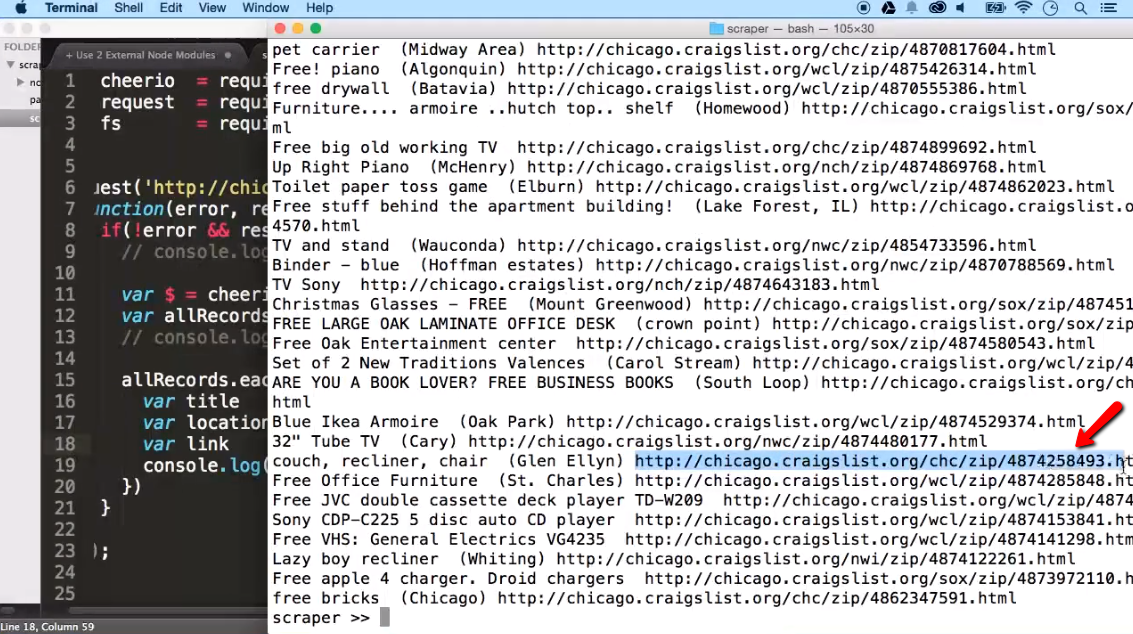 Terminal Shell Edit View Window Help
scraper — bash — 105×30
FOLDER
scrap
+ Use 2 External Node Modules
1 cheerio = requi
2 request = requi
3 fs = requi
4
5
6 uest('http://chic
7 unction(error, re
8 if(!error && res
9 // console.log
10
11 var $ = cheeri
12 var allRecords
13 // console.log
14
15 allRecords.eac
16 var title
17 var location
18 var link
19 console.log(
20 })
21 }
22
23 );
24
25
Line 18, Column 59
pet carrier (Midway Area) http://chicago.craigslist.org/chc/zip/4870817604.html
Free! piano (Algonquin) http://chicago.craigslist.org/wcl/zip/4875426314.html
free drywall (Batavia) http://chicago.craigslist.org/wcl/zip/4870555386.html
Furniture.... armoire ..hutch top.. shelf (Homewood) http://chicago.craigslist.org/sox/
ml
Free big old working TV http://chicago.craigslist.org/chc/zip/4874899692.html
Up Right Piano (McHenry) http://chicago.craigslist.org/nch/zip/4874869768.html
Toilet paper toss game (Elburn) http://chicago.craigslist.org/wcl/zip/4874862023.html
Free stuff behind the apartment building! (Lake Forest, IL) http://chicago.craigslist.o
4570.html
TV and stand (Wauconda) http://chicago.craigslist.org/nwc/zip/4854733596.html
Binder - blue (Hoffman estates) http://chicago.craigslist.org/nwc/zip/4870788569.html
TV Sony http://chicago.craigslist.org/nch/zip/4874643183.html
Christmas Glasses - FREE (Mount Greenwood) http://chicago.craigslist.org/sox/zip/487451
FREE LARGE OAK LAMINATE OFFICE DESK (crown point) http://chicago.craigslist.org/sox/zip
Free Oak Entertainment center http://chicago.craigslist.org/sox/zip/4874580543.html
Set of 2 New Traditions Valences (Carol Stream) http://chicago.craigslist.org/wcl/zip/4
ARE YOU A BOOK LOVER? FREE BUSINESS BOOKS (South Loop) http://chicago.craigslist.org/ch
html
Blue Ikea Armoire (Oak Park) http://chicago.craigslist.org/wcl/zip/4874529374.html
32" Tube TV (Cary) http://chicago.craigslist.org/nwc/zip/4874480177.html
couch, recliner, chair (Glen Ellyn) http://chicago.craigslist.org/chc/zip/4874258493.ht
Free Office Furniture (St. Charles) http://chicago.craigslist.org/wcl/zip/4874285848.ht
Free JVC double cassette deck player TD-W209 http://chicago.craigslist.org/wcl/zip/4874
Sony CDP-C225 5 disc auto CD player http://chicago.craigslist.org/wcl/zip/4874153841.ht
Free VHS: General Electrics VG4235 http://chicago.craigslist.org/wcl/zip/4874141298.htm
Lazy boy recliner (Whiting) http://chicago.craigslist.org/nwi/zip/4874122261.html
Free apple 4 charger. Droid chargers http://chicago.craigslist.org/sox/zip/4873972110.h
free bricks (Chicago) http://chicago.craigslist.org/chc/zip/4862347591.html
scraper >>